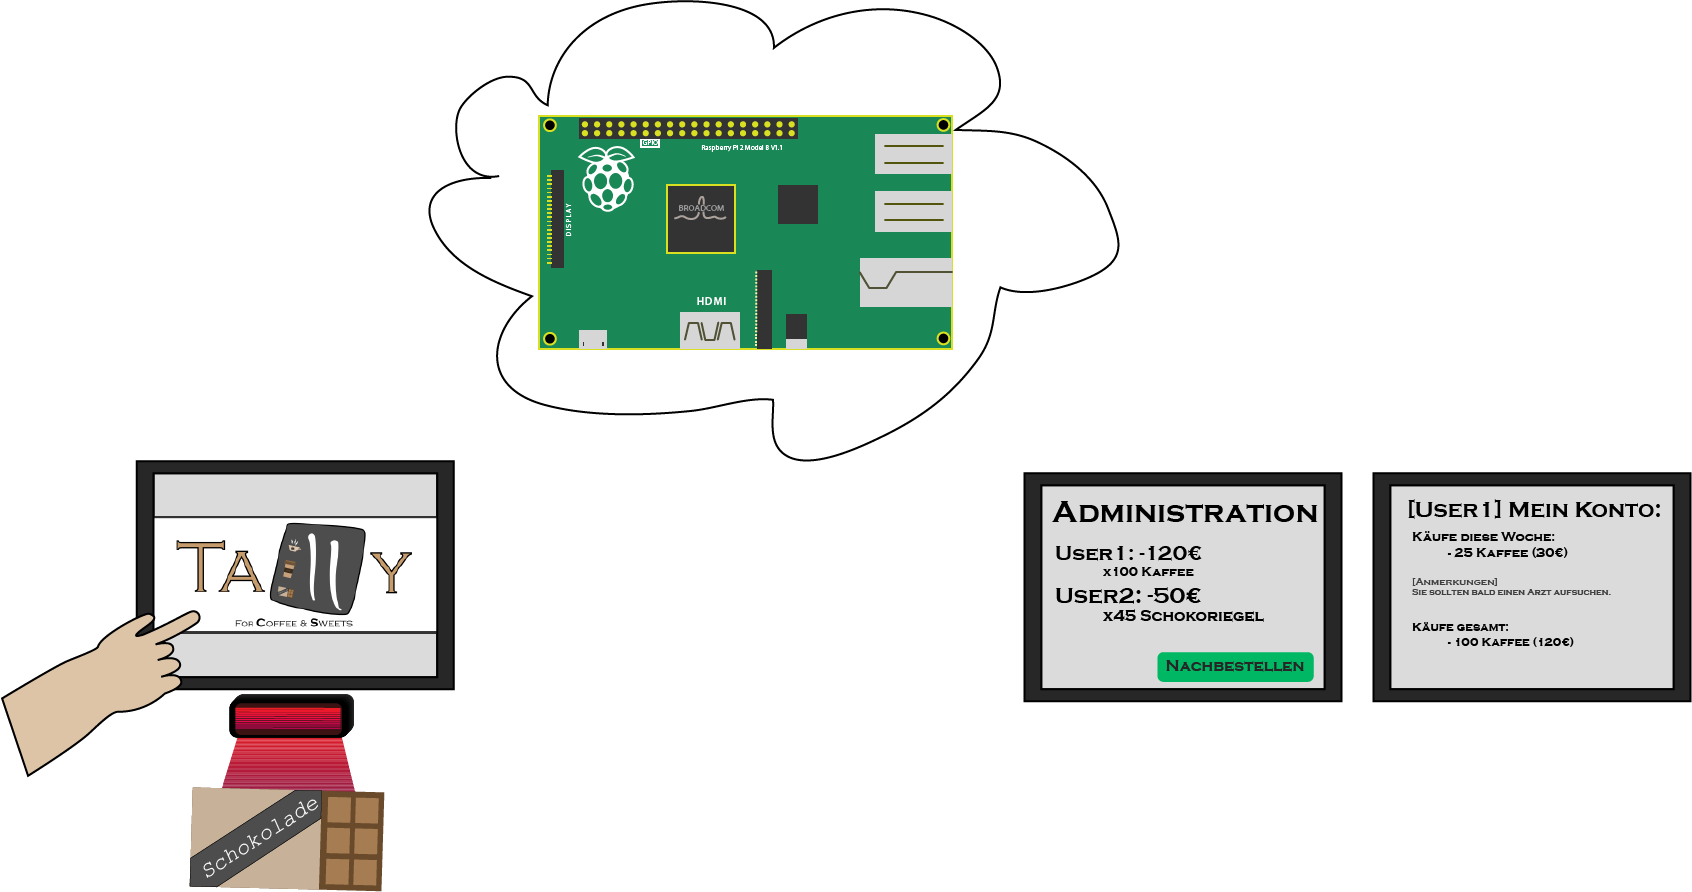 GPIO
Raspberry Pi 2 Model B V1.1
DISPLAY
BROADCOM
HDMI
TAllY
FOR COFFEE & SWEETS
Schokolade
ADMINISTRATION
USER1: -120€
x100 KAFFEE
USER2: -50€
x45 SCHOKORIEGEL
NACHBESTELLEN
[USER1] MEIN KONTO:
KÄUFE DIESE WOCHE:
- 25 KAFFEE (30€)
[ANMERKUNGEN]
SIE SOLLTEN BALD EINEN ARZT AUFSUCHEN.
KÄUFE GESAMT:
- 100 KAFFEE (120€)